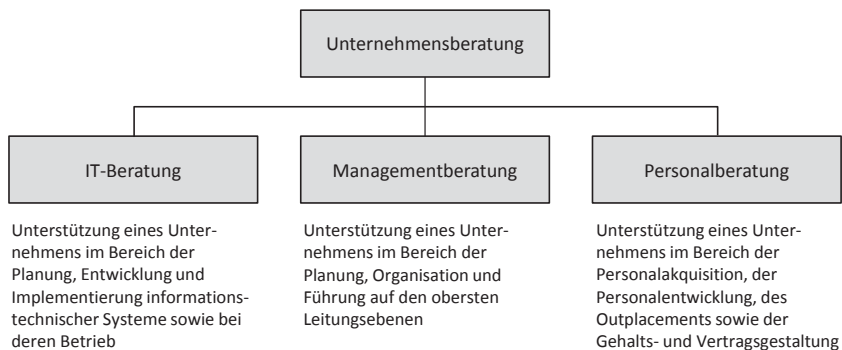 Unternehmensberatung
IT-Beratung
Managementberatung
Personalberatung
Unterstützung eines Unter-
nehmens im Bereich der
Planung, Entwicklung und
Implementierung informations-
technischer Systeme sowie bei
deren Betrieb
Unterstützung eines Unter-
nehmens im Bereich der
Planung, Organisation und
Führung auf den obersten
Leitungsebenen
Unterstützung eines Unter-
nehmens im Bereich der
Personalakquisition, der
Personalentwicklung, des
Outplacements sowie der
Gehalts- und Vertragsgestaltung